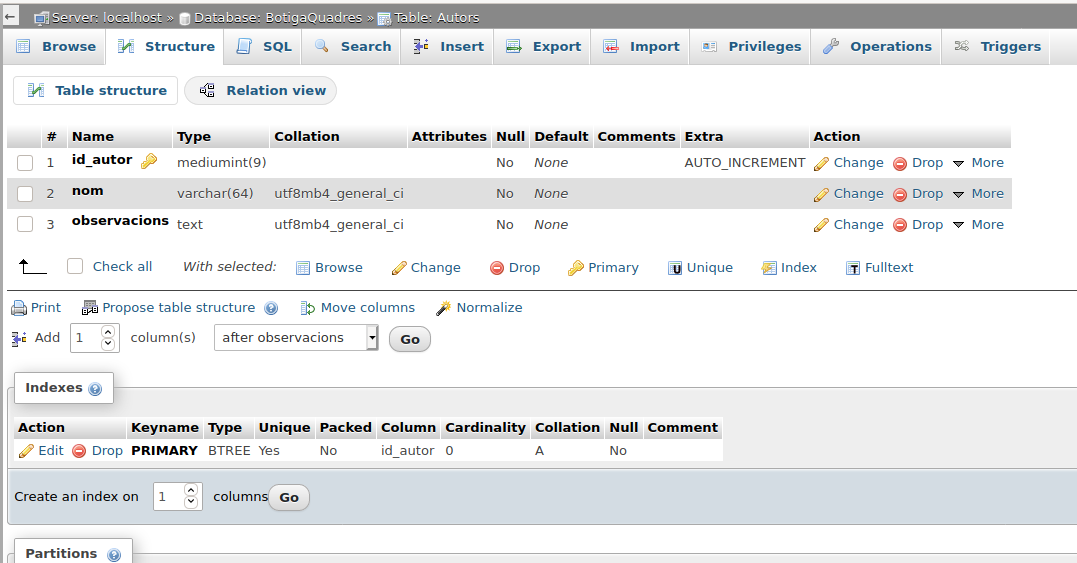 Server: localhost » Database: BotigaQuadres » Table: Autors
Browse Structure SQL Search Insert Export Import Privileges Operations Triggers
Table structure Relation view
# Name Type Collation Attributes Null Default Comments Extra Action
1 id_autor mediumint(9) No None AUTO_INCREMENT Change Drop More
2 nom varchar(64) utf8mb4_general_ci No None Change Drop More
3 observacions text utf8mb4_general_ci No None Change Drop More
Check all With selected: Browse Change Drop Primary Unique Index Fulltext
Print Propose table structure Move columns Normalize
Add 1 column(s) after observacions Go
Indexes
Action Keyname Type Unique Packed Column Cardinality Collation Null Comment
Edit Drop PRIMARY BTREE Yes No id_autor 0 A No
Create an index on 1 columns Go
Partitions